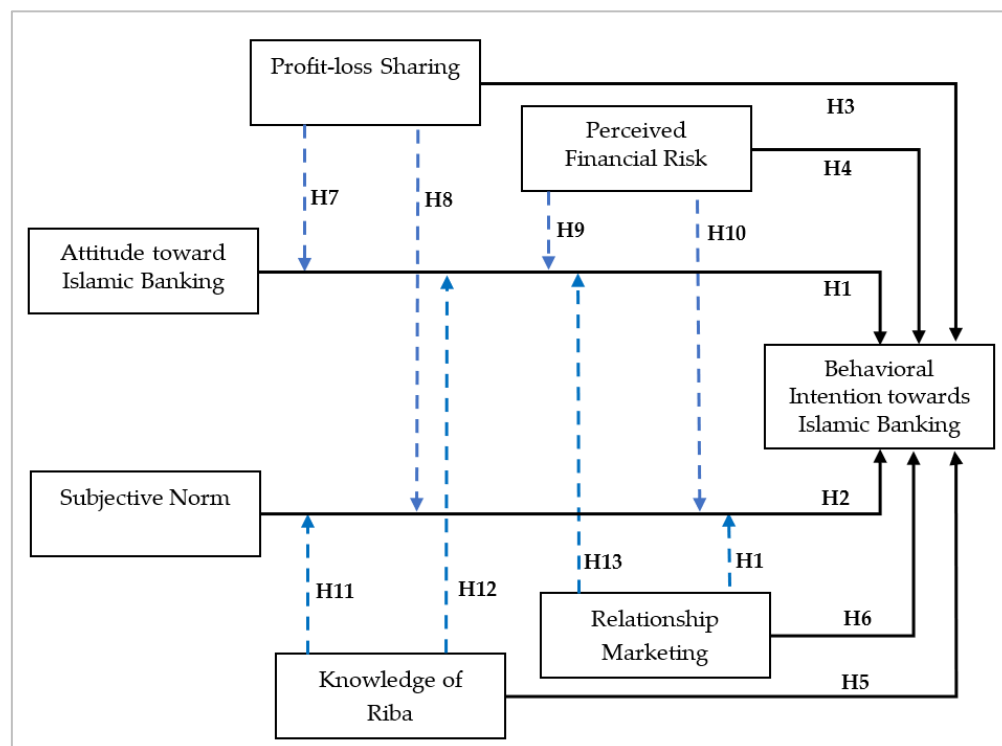 Profit-loss Sharing
H3
Perceived
Financial Risk
H4
H7
H8
H9
H10
Attitude toward
Islamic Banking
H1
Behavioral
Intention towards
Islamic Banking
Subjective Norm
H2
H11
H12
H13
H1
Relationship
Marketing
H6
Knowledge of
Riba
H5